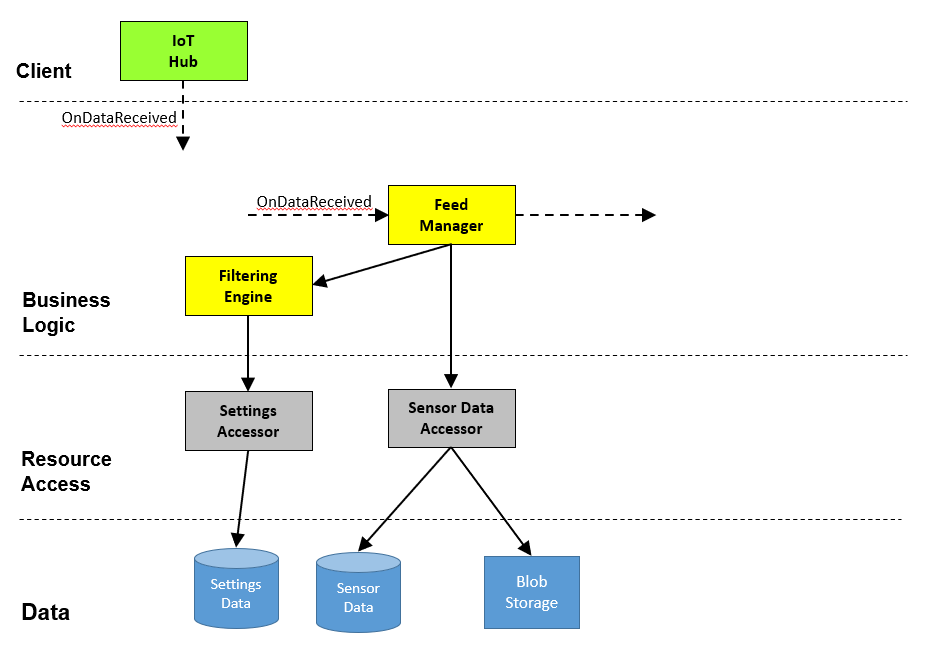 IoT
Hub
Client
OnDataReceived
OnDataReceived
Feed
Manager
Filtering
Engine
Business
Logic
Settings
Accessor
Sensor Data
Accessor
Resource
Access
Settings
Data
Sensor
Data
Blob
Storage
Data